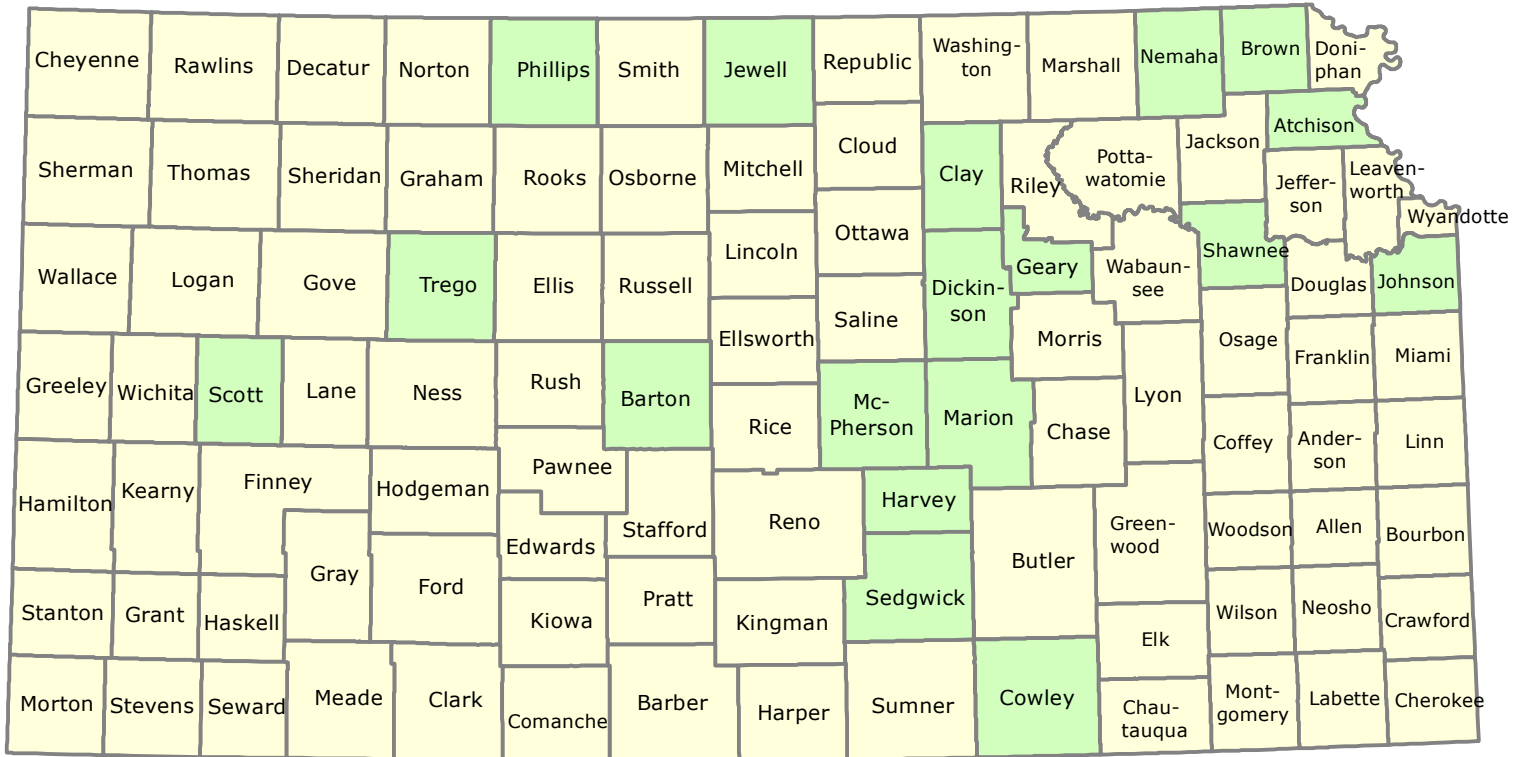 Cheyenne
Rawlins
Decatur
Norton
Phillips
Smith
Jewell
Republic
Washing-
ton
Marshall
Nemaha
Brown
Doni-
phan
Sherman
Thomas
Sheridan
Graham
Rooks
Osborne
Mitchell
Cloud
Clay
Riley
Potta-
watomie
Jackson
Atchison
Jeffer-
son
Leaven-
worth
Wyandotte
Wallace
Logan
Gove
Trego
Ellis
Russell
Lincoln
Ottawa
Dickin-
son
Geary
Wabaun-
see
Shawnee
Douglas
Johnson
Greeley
Wichita
Scott
Lane
Ness
Rush
Barton
Ellsworth
Saline
Morris
Osage
Franklin
Miami
Rice
Mc-
Pherson
Marion
Chase
Lyon
Coffey
Ander-
son
Linn
Hamilton
Kearny
Finney
Hodgeman
Pawnee
Stafford
Reno
Harvey
Butler
Green-
wood
Woodson
Allen
Bourbon
Edwards
Gray
Ford
Stanton
Grant
Haskell
Kiowa
Pratt
Kingman
Sedgwick
Elk
Wilson
Neosho
Crawford
Morton
Stevens
Seward
Meade
Clark
Comanche
Barber
Harper
Sumner
Cowley
Chau-
tauqua
Mont-
gomery
Labette
Cherokee